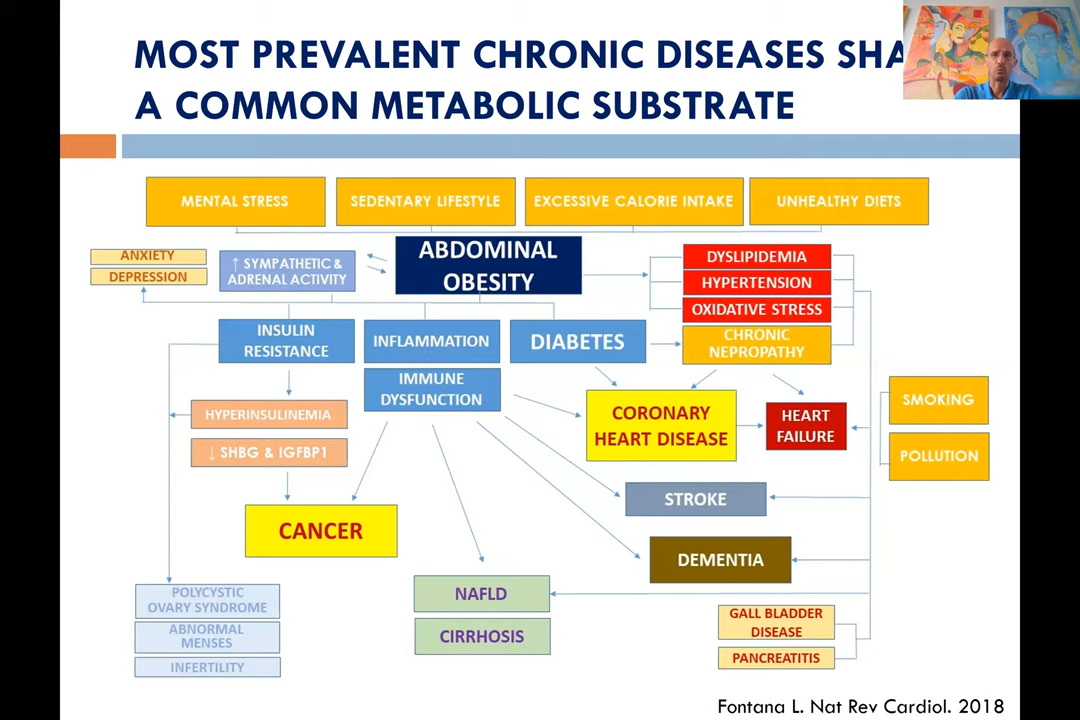 MOST PREVALENT CHRONIC DISEASES SHA
A COMMON METABOLIC SUBSTRATE
MENTAL STRESS
SEDENTARY LIFESTYLE
EXCESSIVE CALORIE INTAKE
UNHEALTHY DIETS
ANXIETY
DEPRESSION
↑ SYMPATHETIC &
ADRENAL ACTIVITY
ABDOMINAL
OBESITY
DYSLIPIDEMIA
HYPERTENSION
OXIDATIVE STRESS
CHRONIC
NEPROPATHY
INSULIN
RESISTANCE
INFLAMMATION
DIABETES
IMMUNE
DYSFUNCTION
HYPERINSULINEMIA
↓ SHBG & IGFBP1
CORONARY
HEART DISEASE
HEART
FAILURE
SMOKING
POLLUTION
STROKE
CANCER
DEMENTIA
POLYCYSTIC
OVARY SYNDROME
ABNORMAL
MENSES
INFERTILITY
NAFLD
CIRRHOSIS
GALL BLADDER
DISEASE
PANCREATITIS
Fontana L. Nat Rev Cardiol. 2018